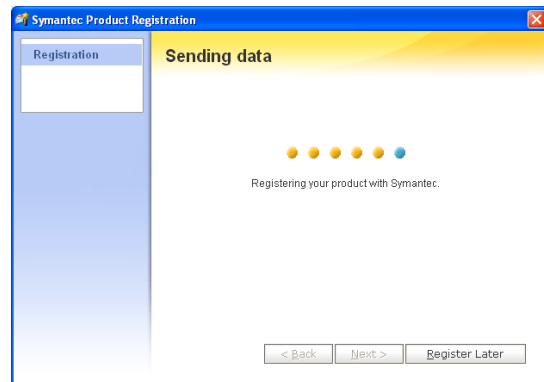 Symantec Product Registration
Registration
Sending data
Registering your product with Symantec.
< Back
Next >
Register Later